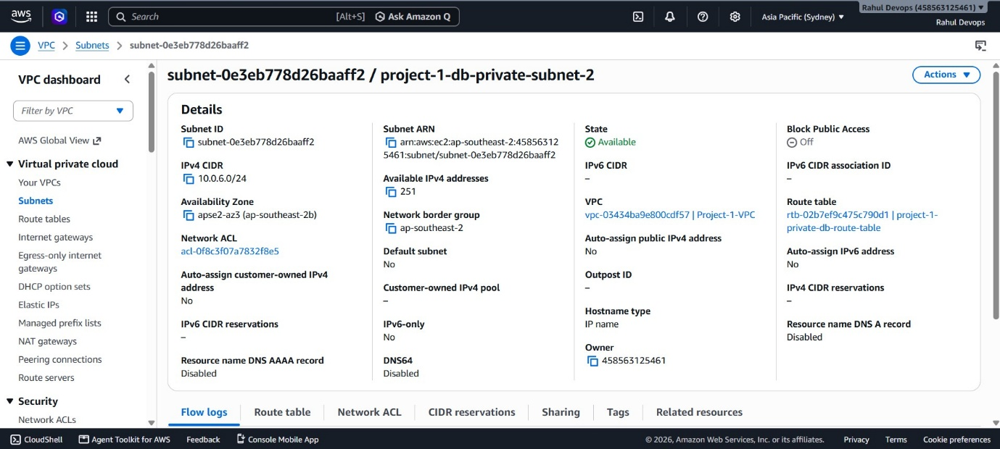 aws
Search [Alt+S] Ask Amazon Q
Asia Pacific (Sydney) ▼
Rahul Devops (458563125461) ▼
Rahul Devops
VPC > Subnets > subnet-0e3eb778d26baaff2
VPC dashboard
Filter by VPC
AWS Global View
Virtual private cloud
Your VPCs
Subnets
Route tables
Internet gateways
Egress-only internet
gateways
DHCP option sets
Elastic IPs
Managed prefix lists
NAT gateways
Peering connections
Route servers
Security
Network ACLs
subnet-0e3eb778d26baaff2 / project-1-db-private-subnet-2
Actions ▼
Details
Subnet ID
subnet-0e3eb778d26baaff2
IPv4 CIDR
10.0.6.0/24
Availability Zone
apse2-az3 (ap-southeast-2b)
Network ACL
acl-0f8c3f07a7832f8e5
Auto-assign customer-owned IPv4
address
No
IPv6 CIDR reservations
–
Resource name DNS AAAA record
Disabled
Subnet ARN
arn:aws:ec2:ap-southeast-2:45856312
5461:subnet/subnet-0e3eb778d26baaff2
Available IPv4 addresses
251
Network border group
ap-southeast-2
Default subnet
No
Customer-owned IPv4 pool
–
IPv6-only
No
DNS64
Disabled
State
Available
IPv6 CIDR
–
VPC
vpc-03434ba9e800cdf57 | Project-1-VPC
Auto-assign public IPv4 address
No
Outpost ID
–
Hostname type
IP name
Owner
458563125461
Block Public Access
Off
IPv6 CIDR association ID
–
Route table
rtb-02b7ef9c475c790d1 | project-1-
private-db-route-table
Auto-assign IPv6 address
No
IPv4 CIDR reservations
–
Resource name DNS A record
Disabled
Flow logs
Route table
Network ACL
CIDR reservations
Sharing
Tags
Related resources
CloudShell
Agent Toolkit for AWS
Feedback
Console Mobile App
© 2026, Amazon Web Services, Inc. or its affiliates.
Privacy
Terms
Cookie preferences